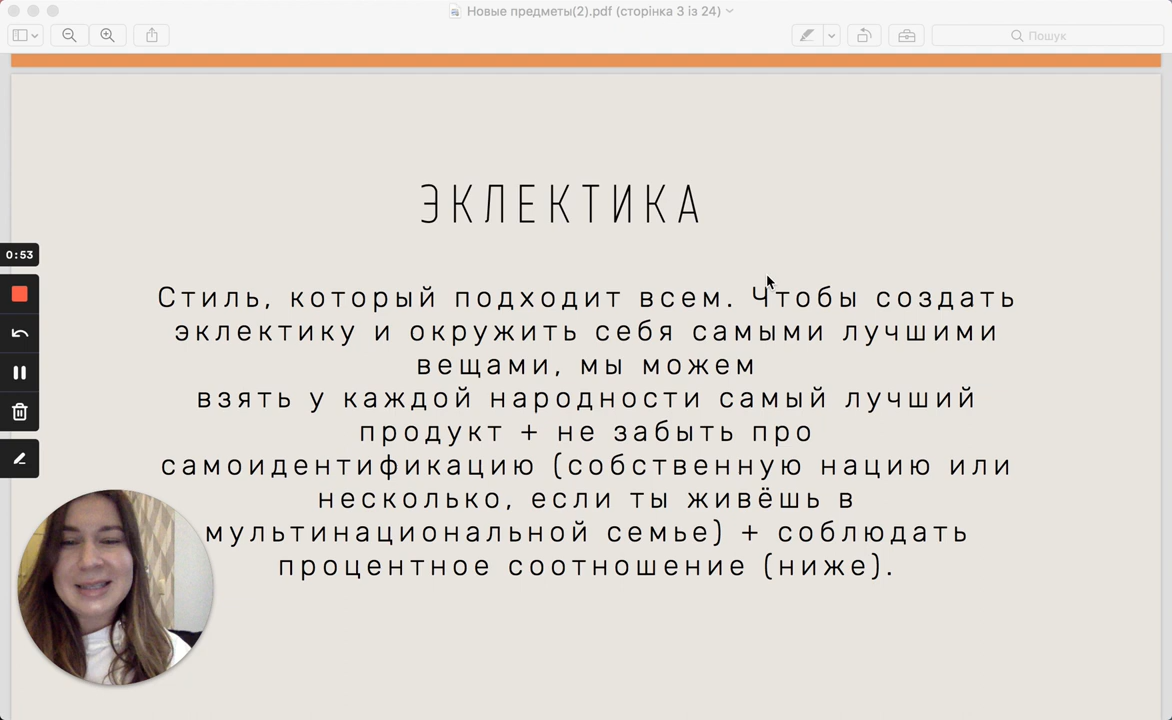 Новые предметы(2).pdf (сторінка 3 из 24)
Пошук
ЭКЛЕКТИКА
0:53
Стиль, который подходит всем. Чтобы создать
эклектику и окружить себя самыми лучшими
вещами, мы можем
взять у каждой народности самый лучший
продукт + не забыть про
самоидентификацию (собственную нацию или
несколько, если ты живёшь в
мультинациональной семье) + соблюдать
процентное соотношение (ниже).